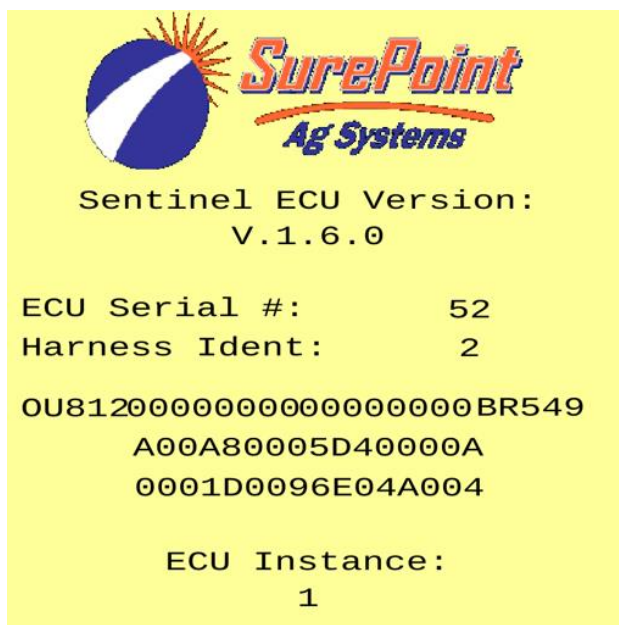 SurePoint
Ag Systems
Sentinel ECU Version:
V.1.6.0
ECU Serial #: 52
Harness Ident: 2
OU8120000000000000000BR549
A00A80005D40000A
0001D0096E04A004
ECU Instance:
1